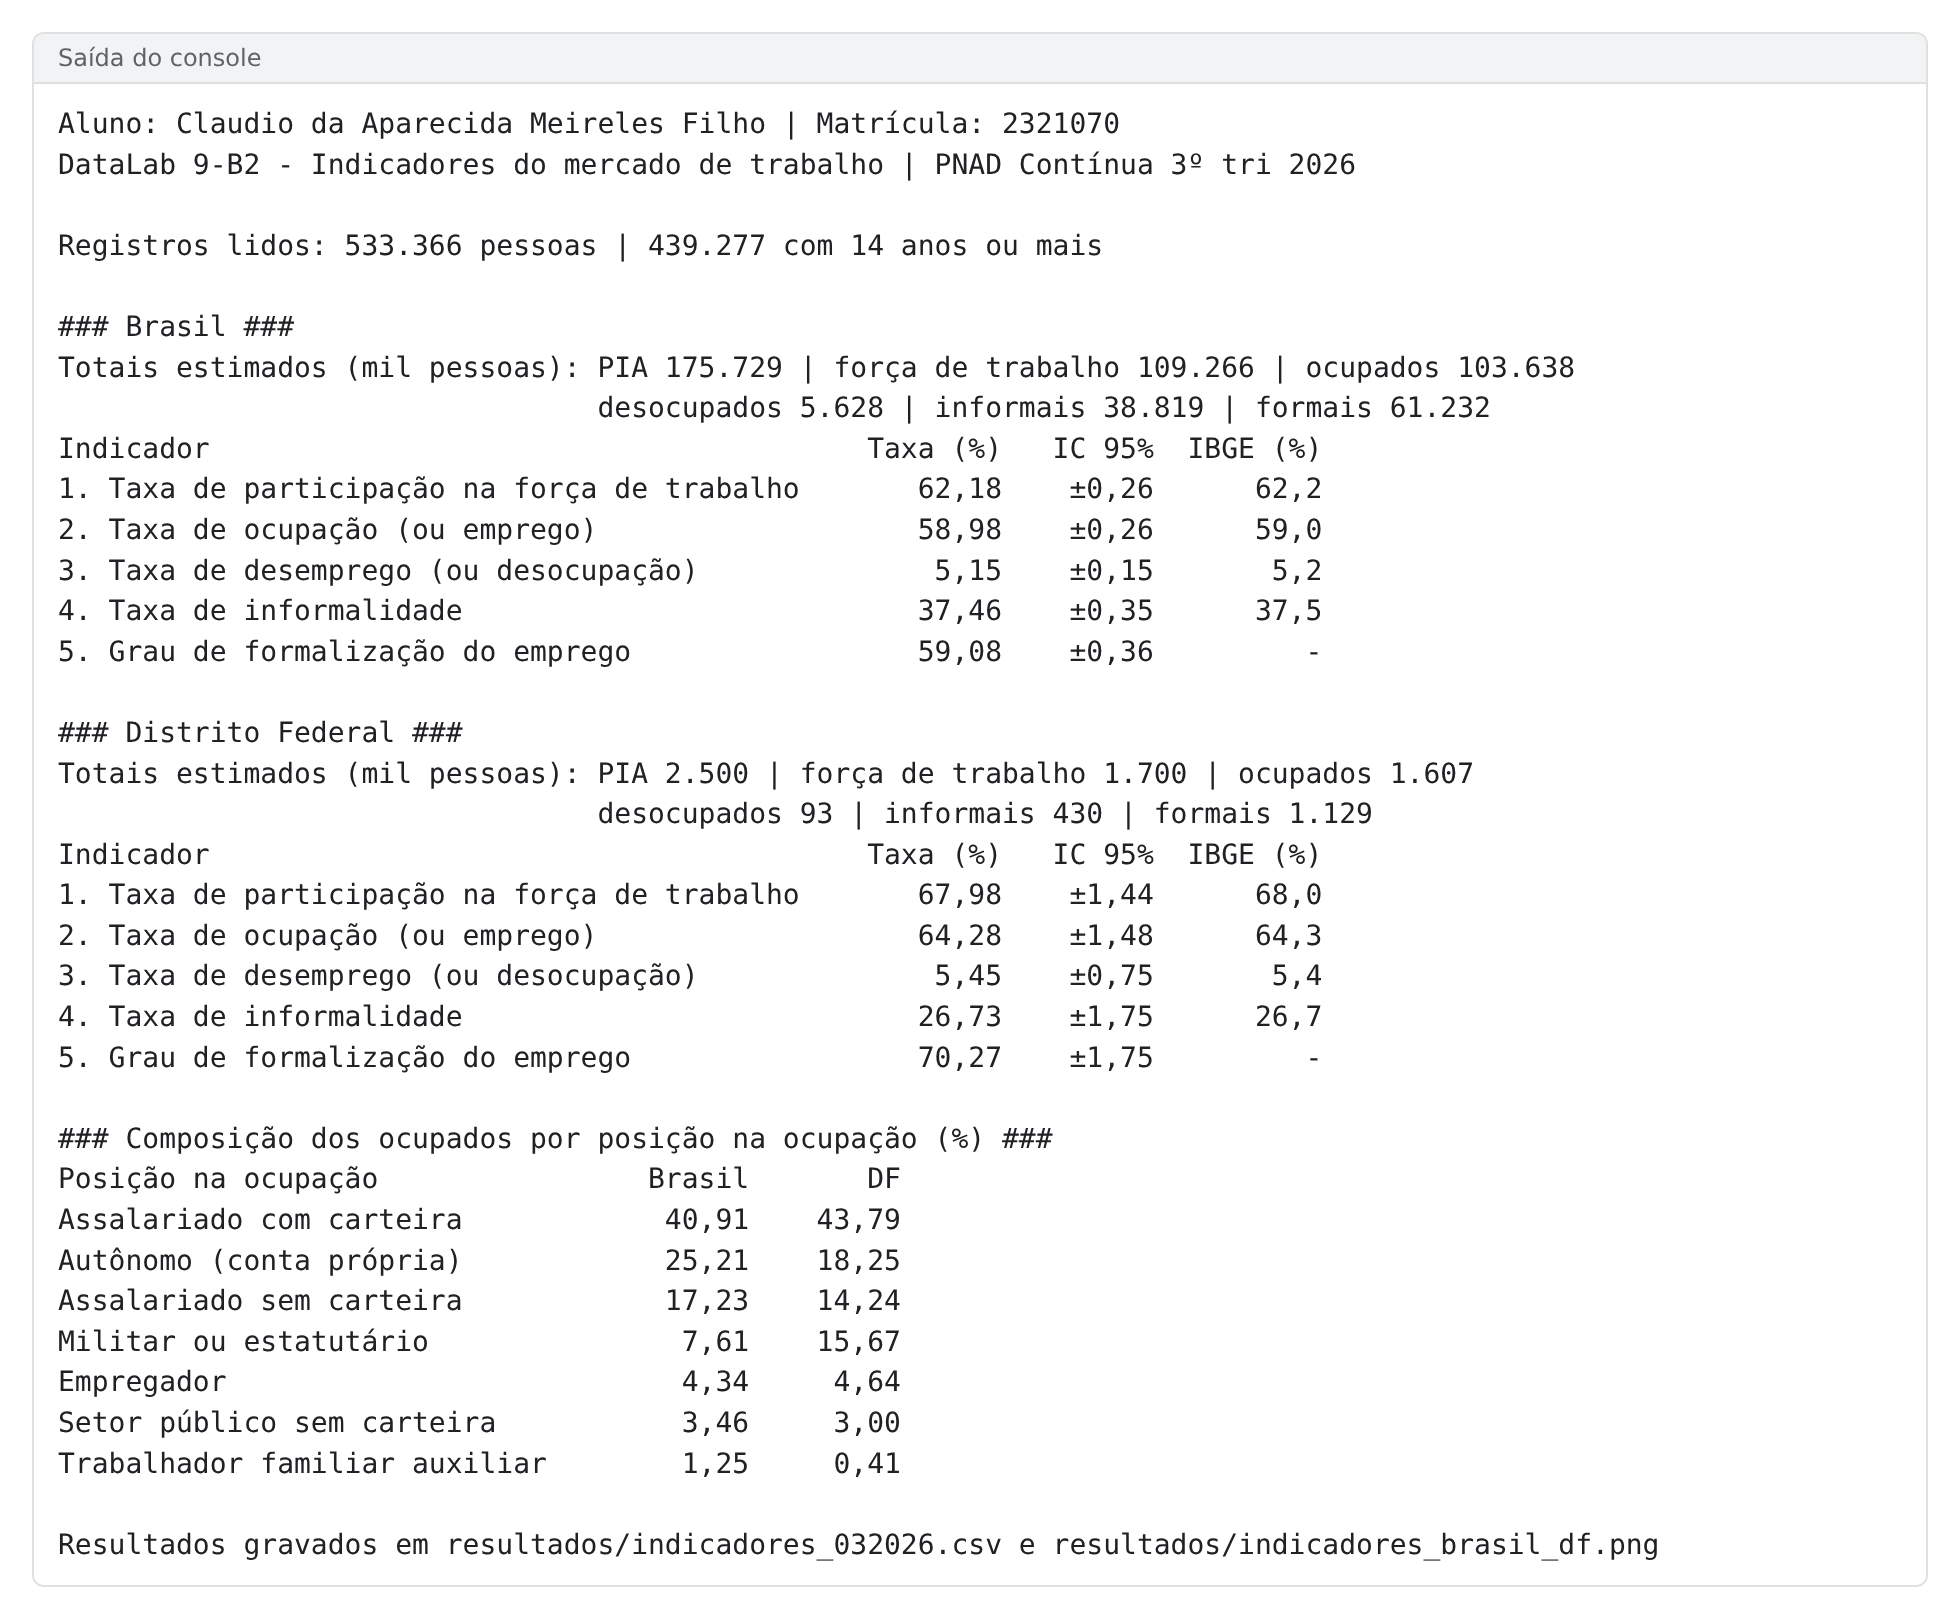 Saída do console
Aluno: Claudio da Aparecida Meireles Filho | Matrícula: 2321070
DataLab 9-B2 - Indicadores do mercado de trabalho | PNAD Contínua 3º tri 2026
Registros lidos: 533.366 pessoas | 439.277 com 14 anos ou mais
### Brasil ###
Totais estimados (mil pessoas): PIA 175.729 | força de trabalho 109.266 | ocupados 103.638
desocupados 5.628 | informais 38.819 | formais 61.232
Indicador Taxa (%) IC 95% IBGE (%)
1. Taxa de participação na força de trabalho 62,18 ±0,26 62,2
2. Taxa de ocupação (ou emprego) 58,98 ±0,26 59,0
3. Taxa de desemprego (ou desocupação) 5,15 ±0,15 5,2
4. Taxa de informalidade 37,46 ±0,35 37,5
5. Grau de formalização do emprego 59,08 ±0,36 -
### Distrito Federal ###
Totais estimados (mil pessoas): PIA 2.500 | força de trabalho 1.700 | ocupados 1.607
desocupados 93 | informais 430 | formais 1.129
Indicador Taxa (%) IC 95% IBGE (%)
1. Taxa de participação na força de trabalho 67,98 ±1,44 68,0
2. Taxa de ocupação (ou emprego) 64,28 ±1,48 64,3
3. Taxa de desemprego (ou desocupação) 5,45 ±0,75 5,4
4. Taxa de informalidade 26,73 ±1,75 26,7
5. Grau de formalização do emprego 70,27 ±1,75 -
### Composição dos ocupados por posição na ocupação (%) ###
Posição na ocupação Brasil DF
Assalariado com carteira 40,91 43,79
Autônomo (conta própria) 25,21 18,25
Assalariado sem carteira 17,23 14,24
Militar ou estatutário 7,61 15,67
Empregador 4,34 4,64
Setor público sem carteira 3,46 3,00
Trabalhador familiar auxiliar 1,25 0,41
Resultados gravados em resultados/indicadores_032026.csv e resultados/indicadores_brasil_df.png